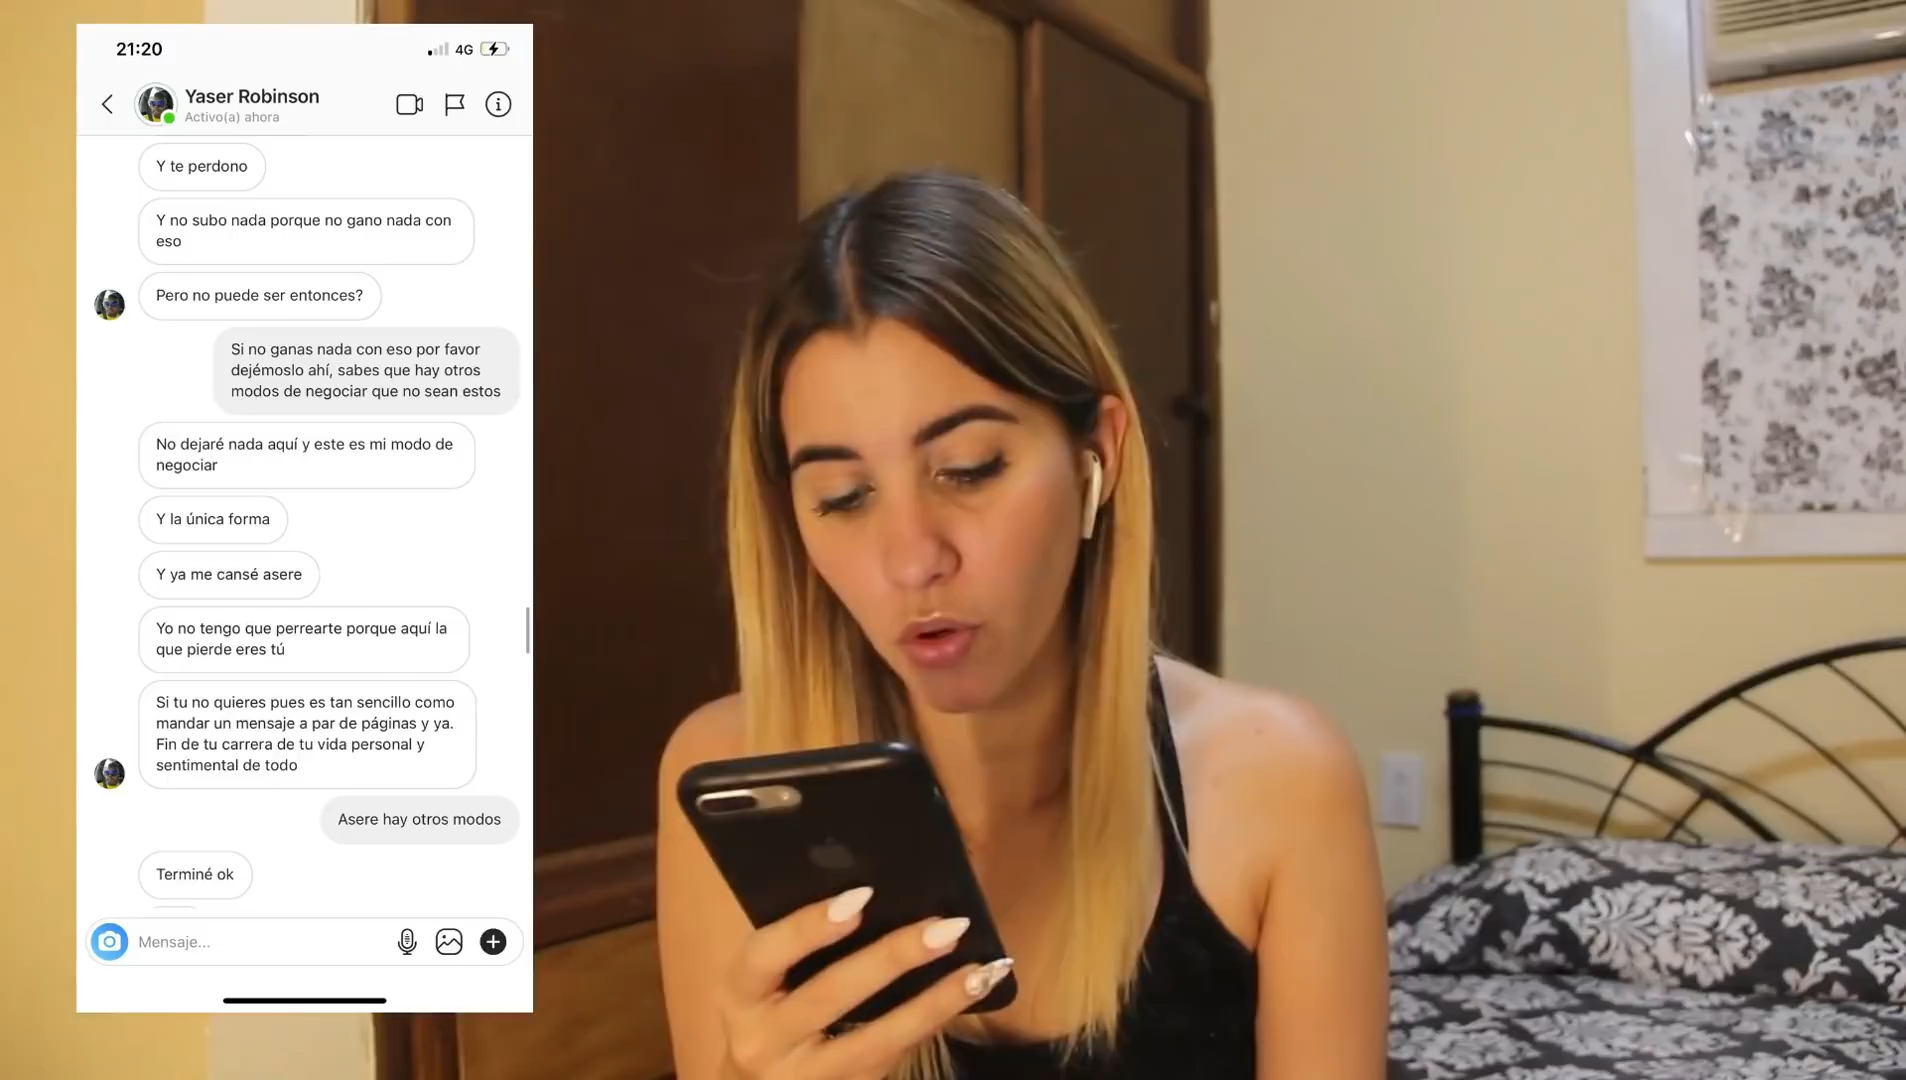 21:20
4G
Yaser Robinson
Activo(a) ahora
Y te perdono
Y no subo nada porque no gano nada con
eso
Pero no puede ser entonces?
Si no ganas nada con eso por favor
dejémoslo ahí, sabes que hay otros
modos de negociar que no sean estos
No dejaré nada aquí y este es mi modo de
negociar
Y la única forma
Y ya me cansé asere
Yo no tengo que perrearte porque aquí la
que pierde eres tú
Si tu no quieres pues es tan sencillo como
mandar un mensaje a par de páginas y ya.
Fin de tu carrera de tu vida personal y
sentimental de todo
Asere hay otros modos
Terminé ok
Mensaje...